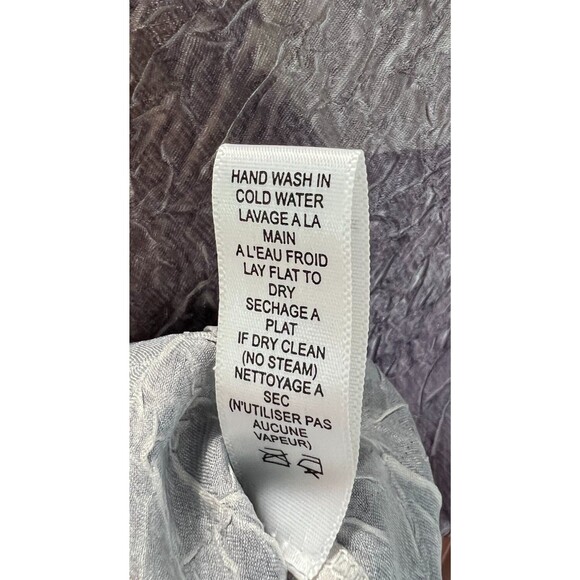 HAND WASH IN
COLD WATER
LAVAGE A LA
MAIN
A L'EAU FROID
LAY FLAT TO
DRY
SECHAGE A
PLAT
IF DRY CLEAN
(NO STEAM)
NETTOYAGE A
SEC
(N'UTILISER PAS
AUCUNE
VAPEUR)